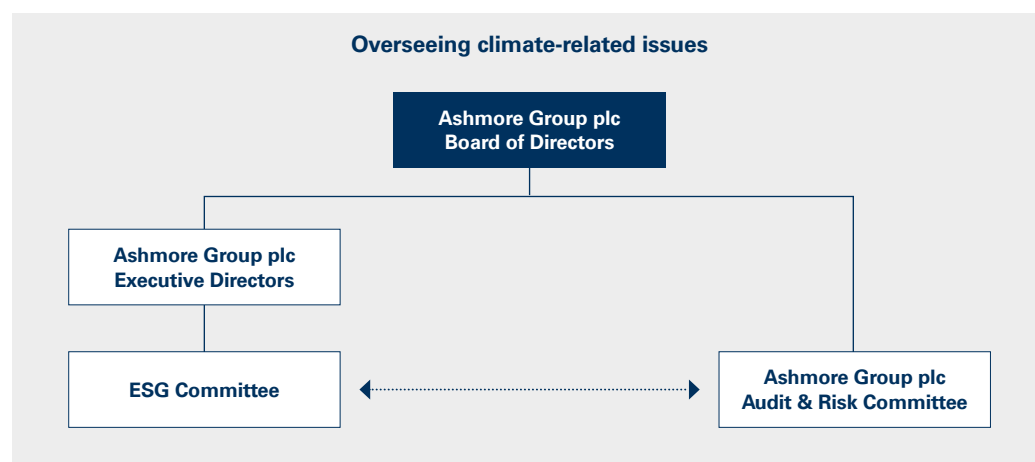 Overseeing climate-related issues
Ashmore Group plc
Board of Directors
Ashmore Group plc
Executive Directors
ESG Committee
Ashmore Group plc
Audit & Risk Committee